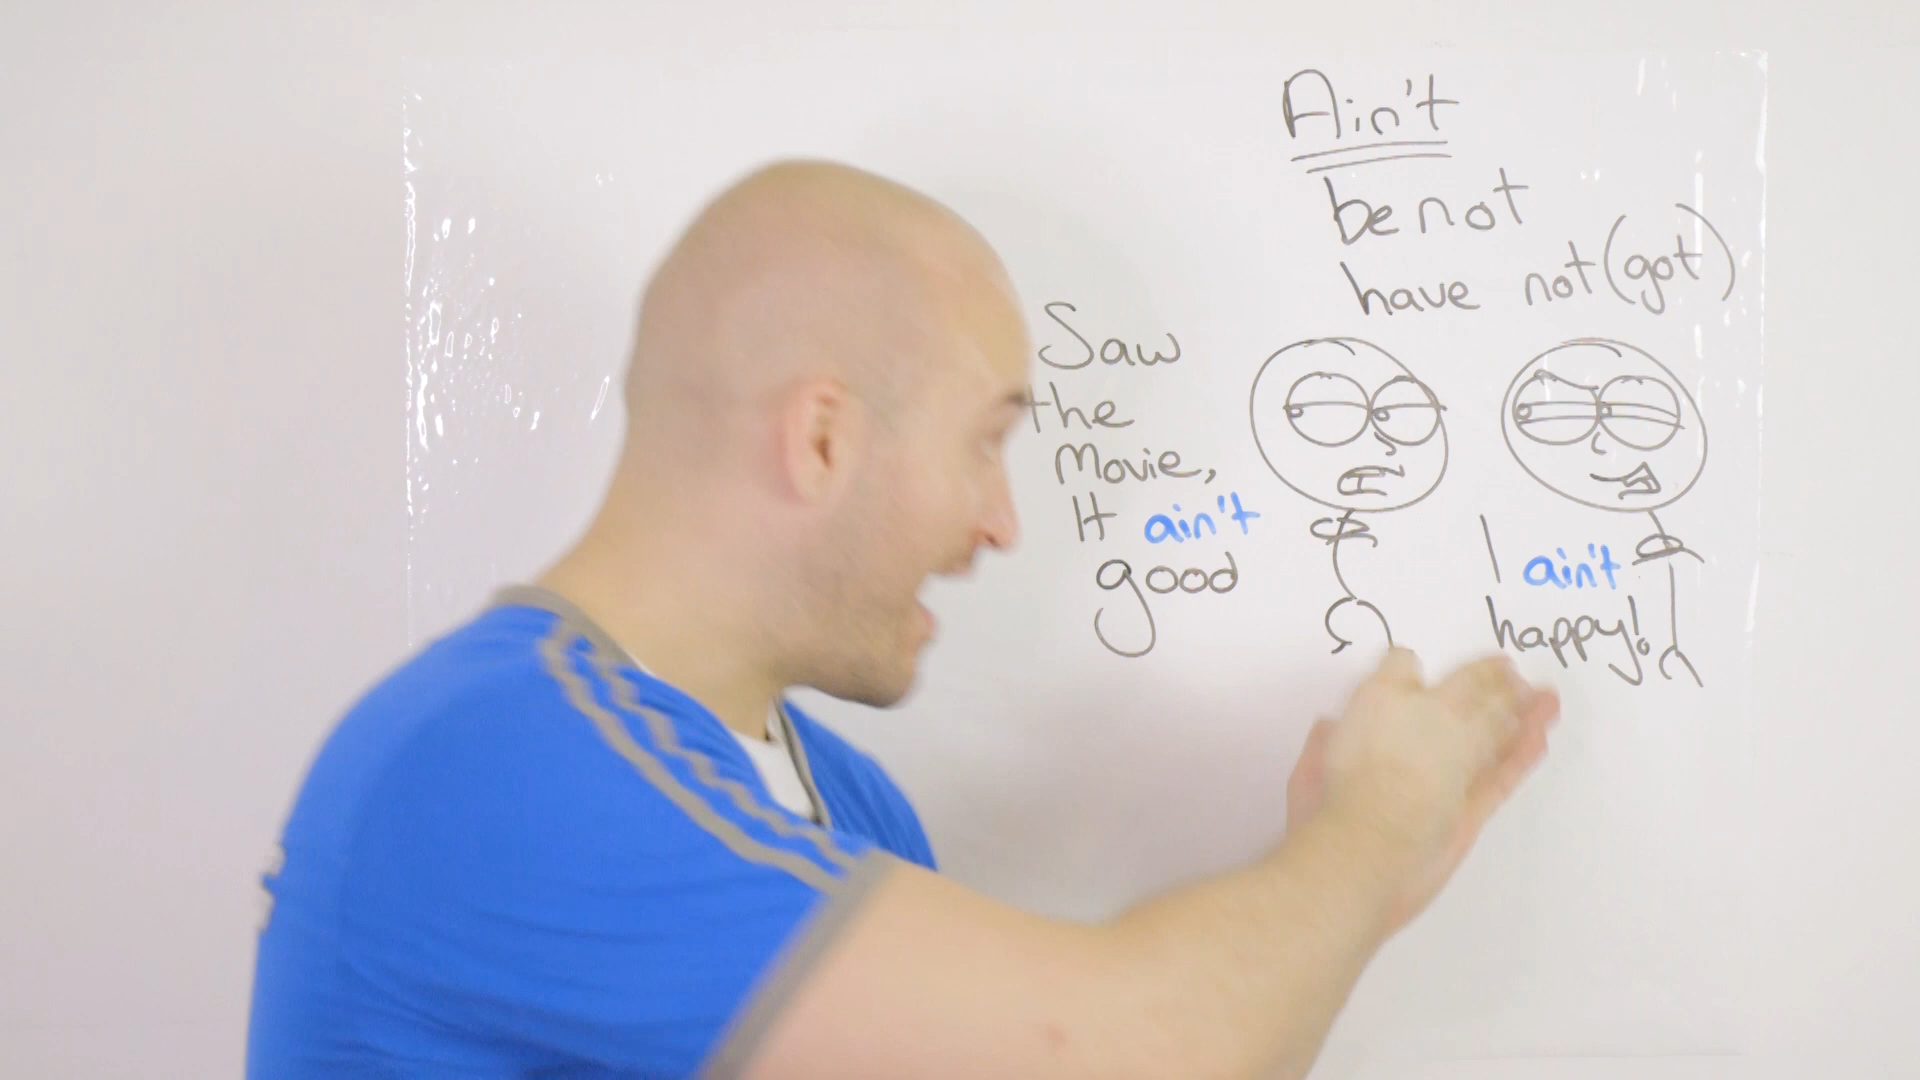 Ain't
be not
have not (got)
Saw
the
Movie,
It ain't
good
I ain't
happy!